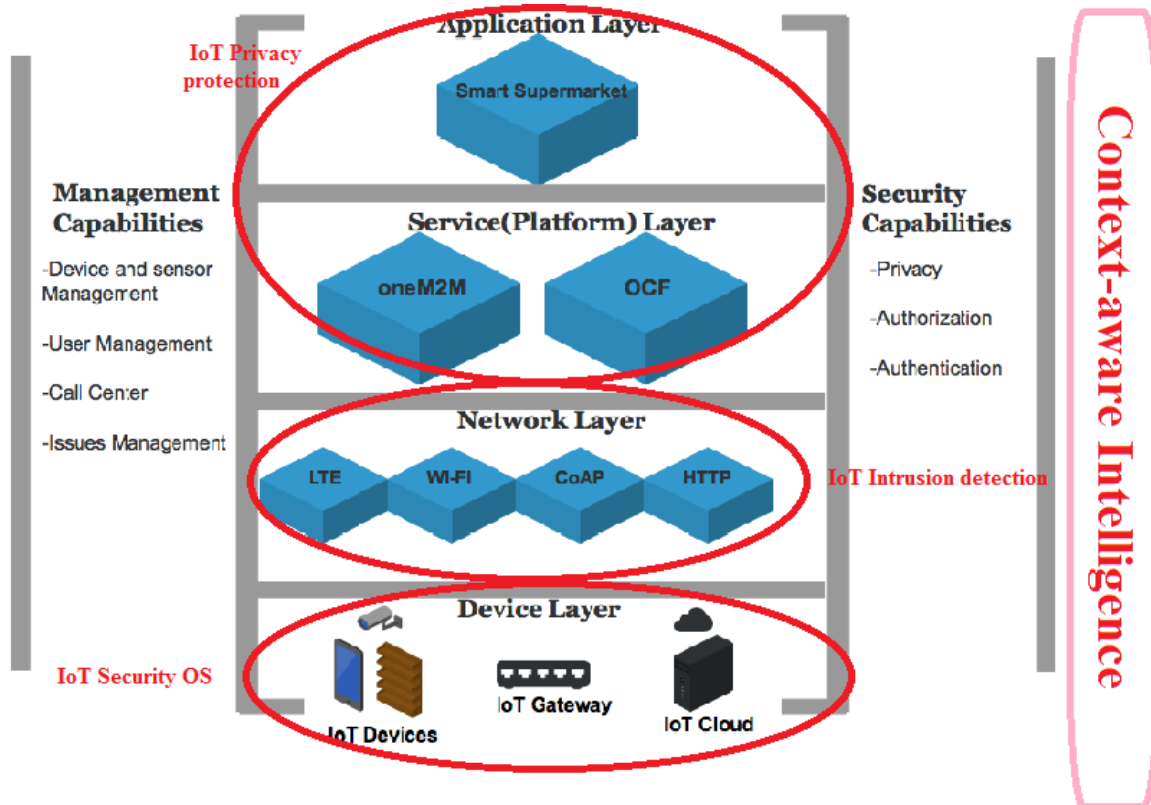 Application Layer
IoT Privacy
protection
Smart Supermarket
Management
Capabilities
-Device and sensor
Management
-User Management
-Call Center
-Issues Management
Service(Platform) Layer
oneM2M
OCF
Security
Capabilities
-Privacy
-Authorization
-Authentication
Network Layer
LTE
WI-FI
CoAP
HTTP
IoT Intrusion detection
Device Layer
IoT Security OS
IoT Devices
IoT Gateway
IoT Cloud
Context-aware Intelligence